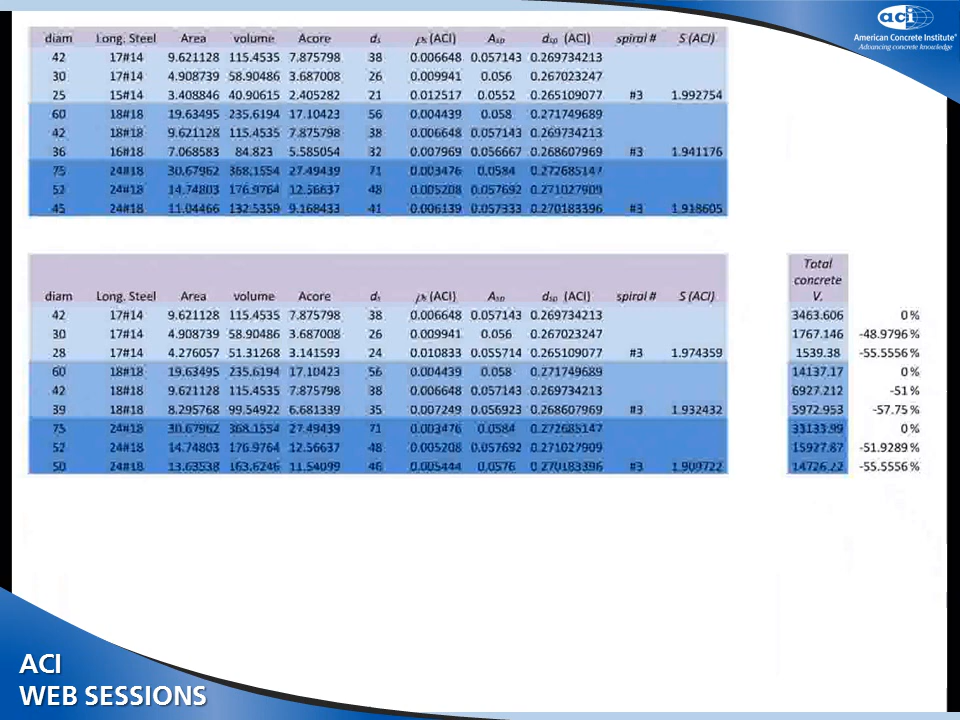 aci
American Concrete Institute®
Advancing concrete knowledge
diam Long. Steel Area volume Acore ds ρs (ACI) Asp dsp (ACI) spiral # S (ACI)
42 17#14 9.621128 115.4535 7.875798 38 0.006648 0.057143 0.269734213
30 17#14 4.908739 58.90486 3.687008 26 0.009941 0.056 0.267023247
25 15#14 3.408846 40.90615 2.405282 21 0.012517 0.0552 0.265109077 #3 1.992754
60 18#18 19.63495 235.6194 17.10423 56 0.004439 0.058 0.271749689
42 18#18 9.621128 115.4535 7.875798 38 0.006648 0.057143 0.269734213
36 16#18 7.068583 84.823 5.585054 32 0.007969 0.056667 0.268607969 #3 1.941176
75 24#18 30.67962 368.1554 27.49439 71 0.003476 0.0584 0.272685147
52 24#18 14.74803 176.9764 12.56637 48 0.005208 0.057692 0.271027909
45 24#18 11.04466 132.5359 9.168433 41 0.006139 0.057333 0.270183396 #3 1.918605
Total
concrete
diam Long. Steel Area volume Acore ds ρs (ACI) Asp dsp (ACI) spiral # S (ACI) V.
42 17#14 9.621128 115.4535 7.875798 38 0.006648 0.057143 0.269734213 3463.606 0 %
30 17#14 4.908739 58.90486 3.687008 26 0.009941 0.056 0.267023247 1767.146 -48.9796 %
28 17#14 4.276057 51.31268 3.141593 24 0.010833 0.055714 0.265109077 #3 1.974359 1539.38 -55.5556 %
60 18#18 19.63495 235.6194 17.10423 56 0.004439 0.058 0.271749689 14137.17 0 %
42 18#18 9.621128 115.4535 7.875798 38 0.006648 0.057143 0.269734213 6927.212 -51 %
39 18#18 8.295768 99.54922 6.681339 35 0.007249 0.056923 0.268607969 #3 1.932432 5972.953 -57.75 %
75 24#18 30.67962 368.1554 27.49439 71 0.003476 0.0584 0.272685147 33133.99 0 %
52 24#18 14.74803 176.9764 12.56637 48 0.005208 0.057692 0.271027909 15927.87 -51.9289 %
50 24#18 13.63538 163.6246 11.54099 46 0.005444 0.0576 0.270183396 #3 1.909722 14726.22 -55.5556 %
ACI
WEB SESSIONS